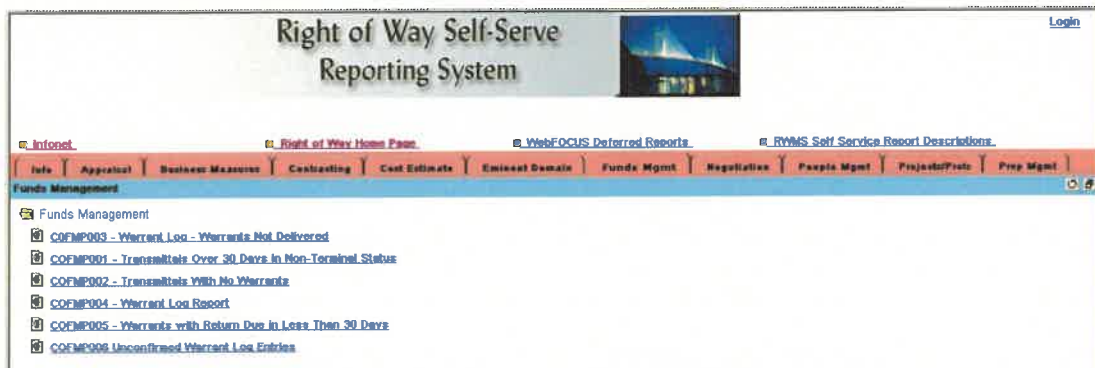 Right of Way Self-Serve
Reporting System
Login
Infonet
Right of Way Home Page
WebFOCUS Deferred Reports
RWMS Self Service Report Descriptions
Info Appraisal Business Measures Contracting Cost Estimate Eminent Domain Funds Mgmt Negotiation People Mgmt Projects/Prcls Prop Mgmt
Funds Management
Funds Management
COFMP003 - Warrant Log - Warrants Not Delivered
COFMP001 - Transmittals Over 30 Days in Non-Terminal Status
COFMP002 - Transmittals With No Warrants
COFMP004 - Warrant Log Report
COFMP005 - Warrants with Return Due in Less Than 30 Days
COFMP006 Unconfirmed Warrant Log Entries